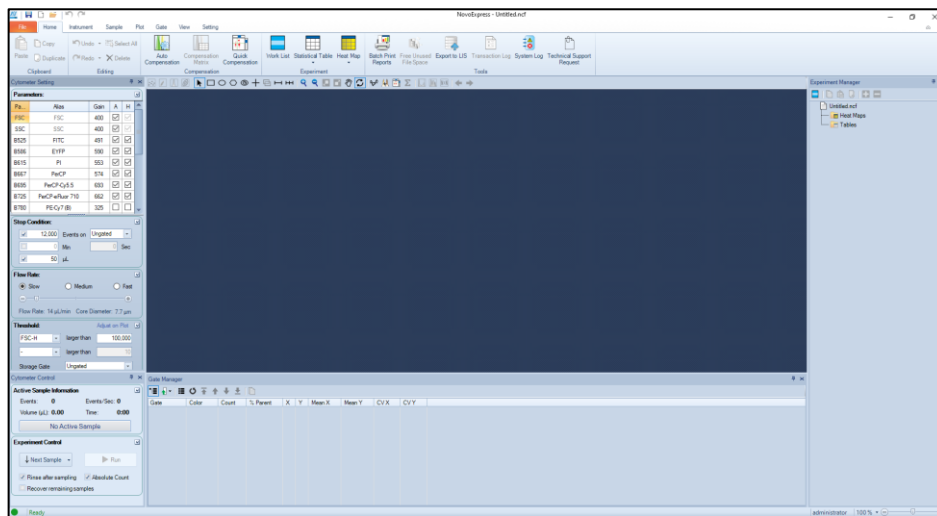 NovoExpress - Untitled.ncf
File Home Instrument Sample Plot Gate View Setting
Paste Copy Duplicate
Undo Select All
Redo Delete
Auto Compensation
Compensation Matrix
Quick Compensation
Work List
Statistical Table
Heat Map
Batch Print Reports
Free Unused File Space
Export to LIS
Transaction Log
System Log
Technical Support Request
Clipboard Editing Compensation Experiment Tools
Cytometer Setting
Parameters:
Pa... Alias Gain A H
FSC FSC 400
SSC SSC 400
B525 FITC 491
B586 EYFP 590
B615 PI 553
B667 PerCP 574
B695 PerCP-Cy5.5 693
B725 PerCP-eFluor 710 662
B780 PE-Cy7 (B) 325
Stop Condition:
12,000 Events on Ungated
Min Sec
50 µL
Flow Rate:
Slow Medium Fast
Flow Rate: 14 µL/min Core Diameter: 7.7 µm
Threshold: Adjust on Plot
FSC-H larger than 100,000
larger than
Storage Gate: Ungated
Cytometer Control
Active Sample Information
Events: 0 Events/Sec: 0
Volume (µL): 0.00 Time: 0:00
No Active Sample
Experiment Control
Next Sample Run
Rinse after sampling Absolute Count
Recover remaining samples
Ready
Gate Manager
Gate Color Count % Parent X Y Mean X Mean Y CV X CV Y
Experiment Manager
Untitled.ncf
Heat Maps
Tables
administrator 100%